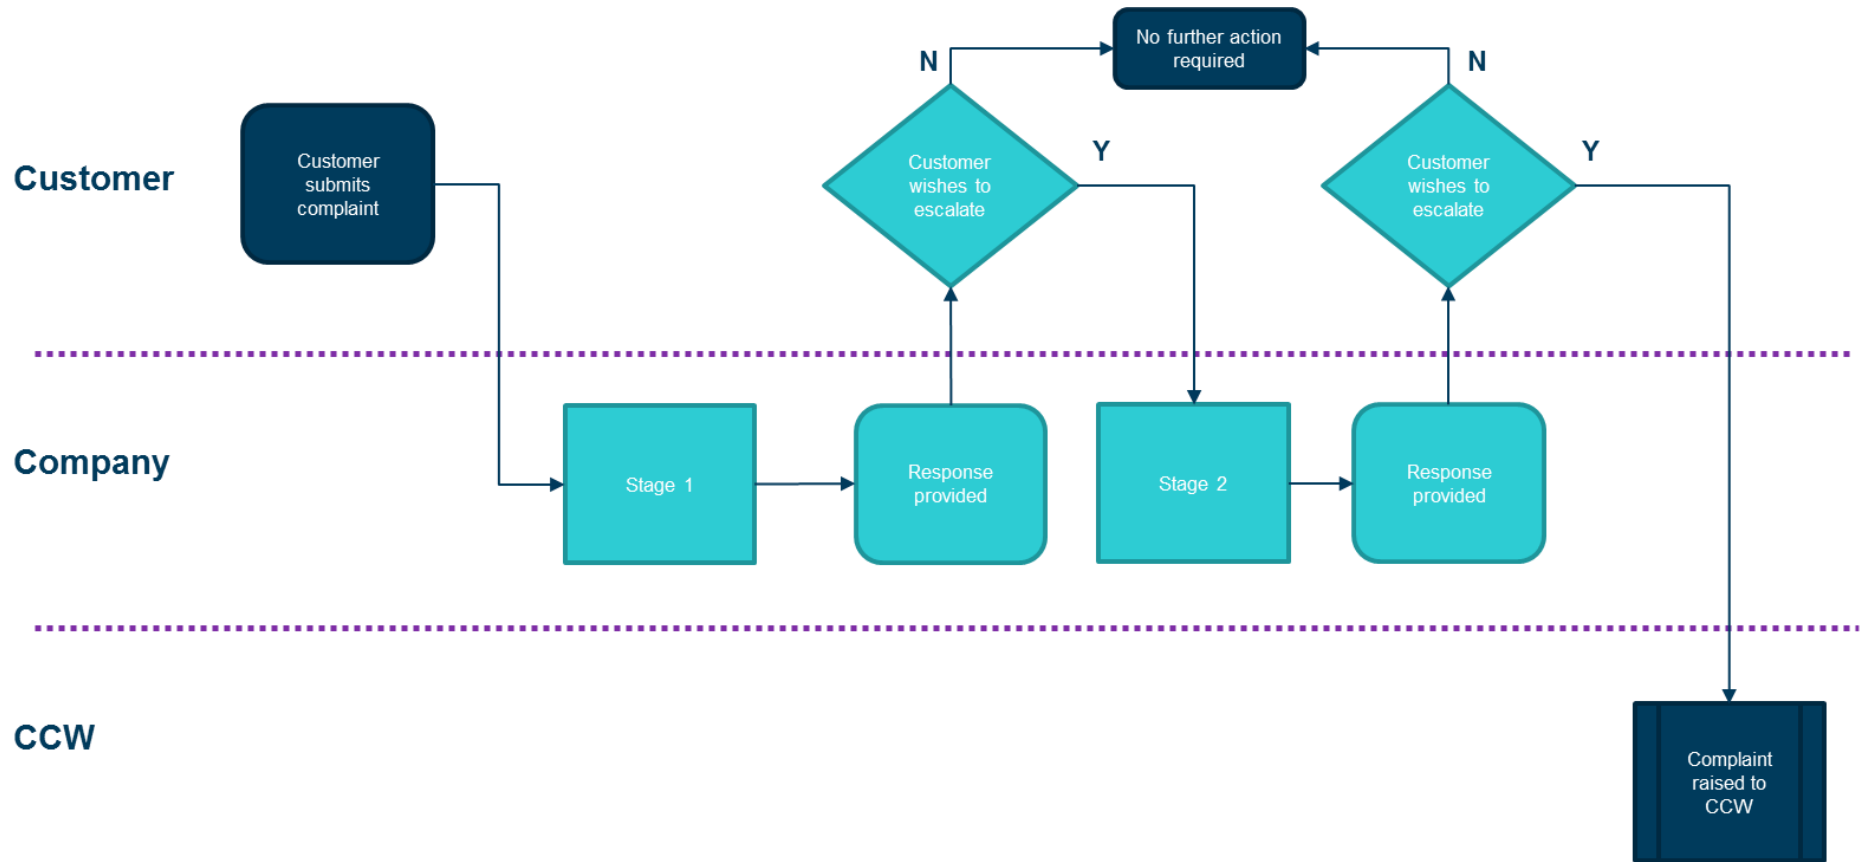 No further action
required
N
N
Customer
Customer
submits
complaint
Customer
wishes to
escalate
Y
Customer
wishes to
escalate
Y
Company
Stage 1
Response
provided
Stage 2
Response
provided
CCW
Complaint
raised to
CCW